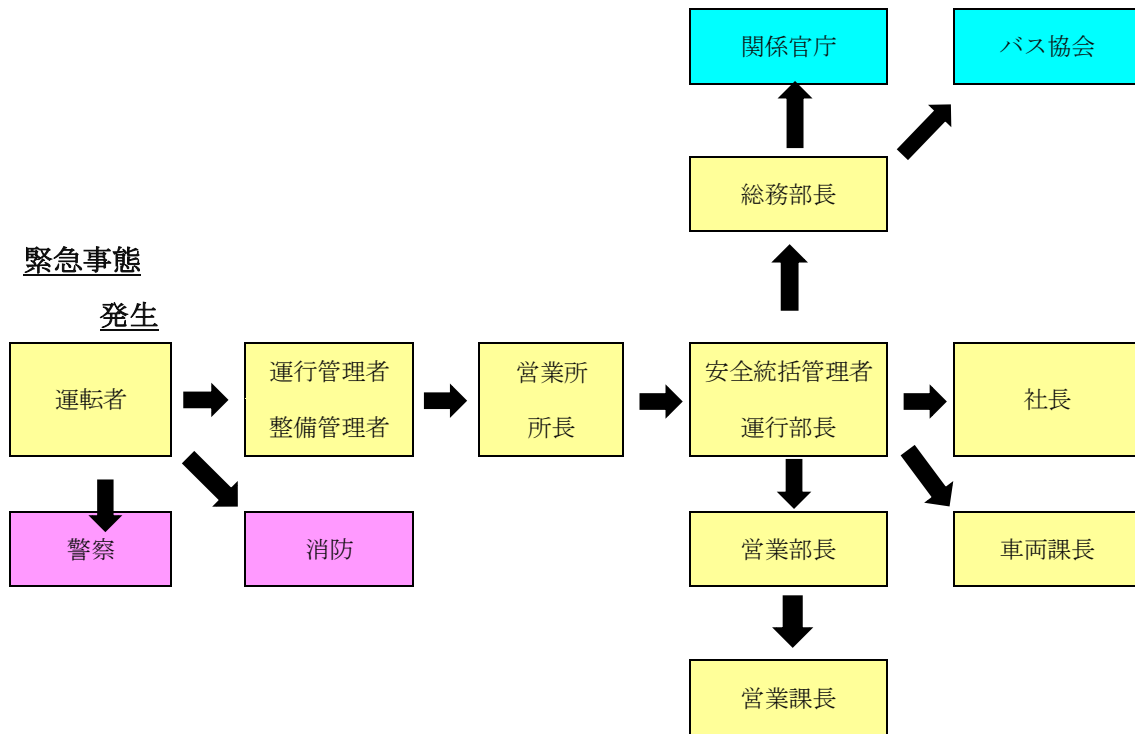 関係官庁
バス協会
総務部長
緊急事態
発生
運転者
運行管理者
整備管理者
営業所
所長
安全統括管理者
運行部長
社長
警察
消防
営業部長
車両課長
営業課長